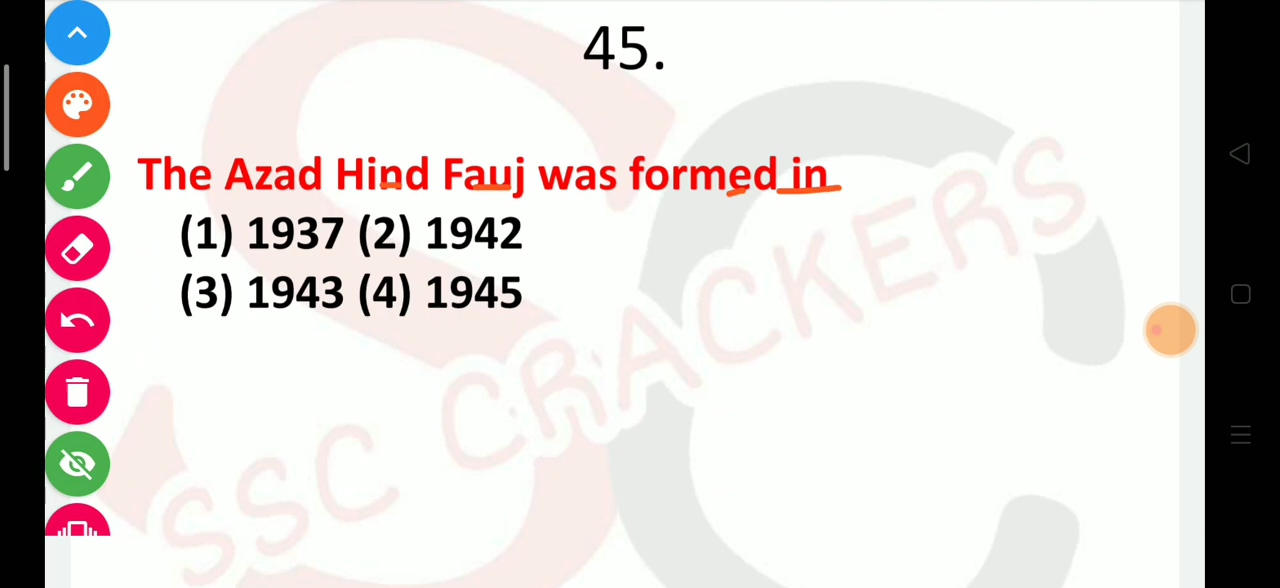 45.
The Azad Hind Fauj was formed in
(1) 1937 (2) 1942
(3) 1943 (4) 1945
SSC CRACKERS